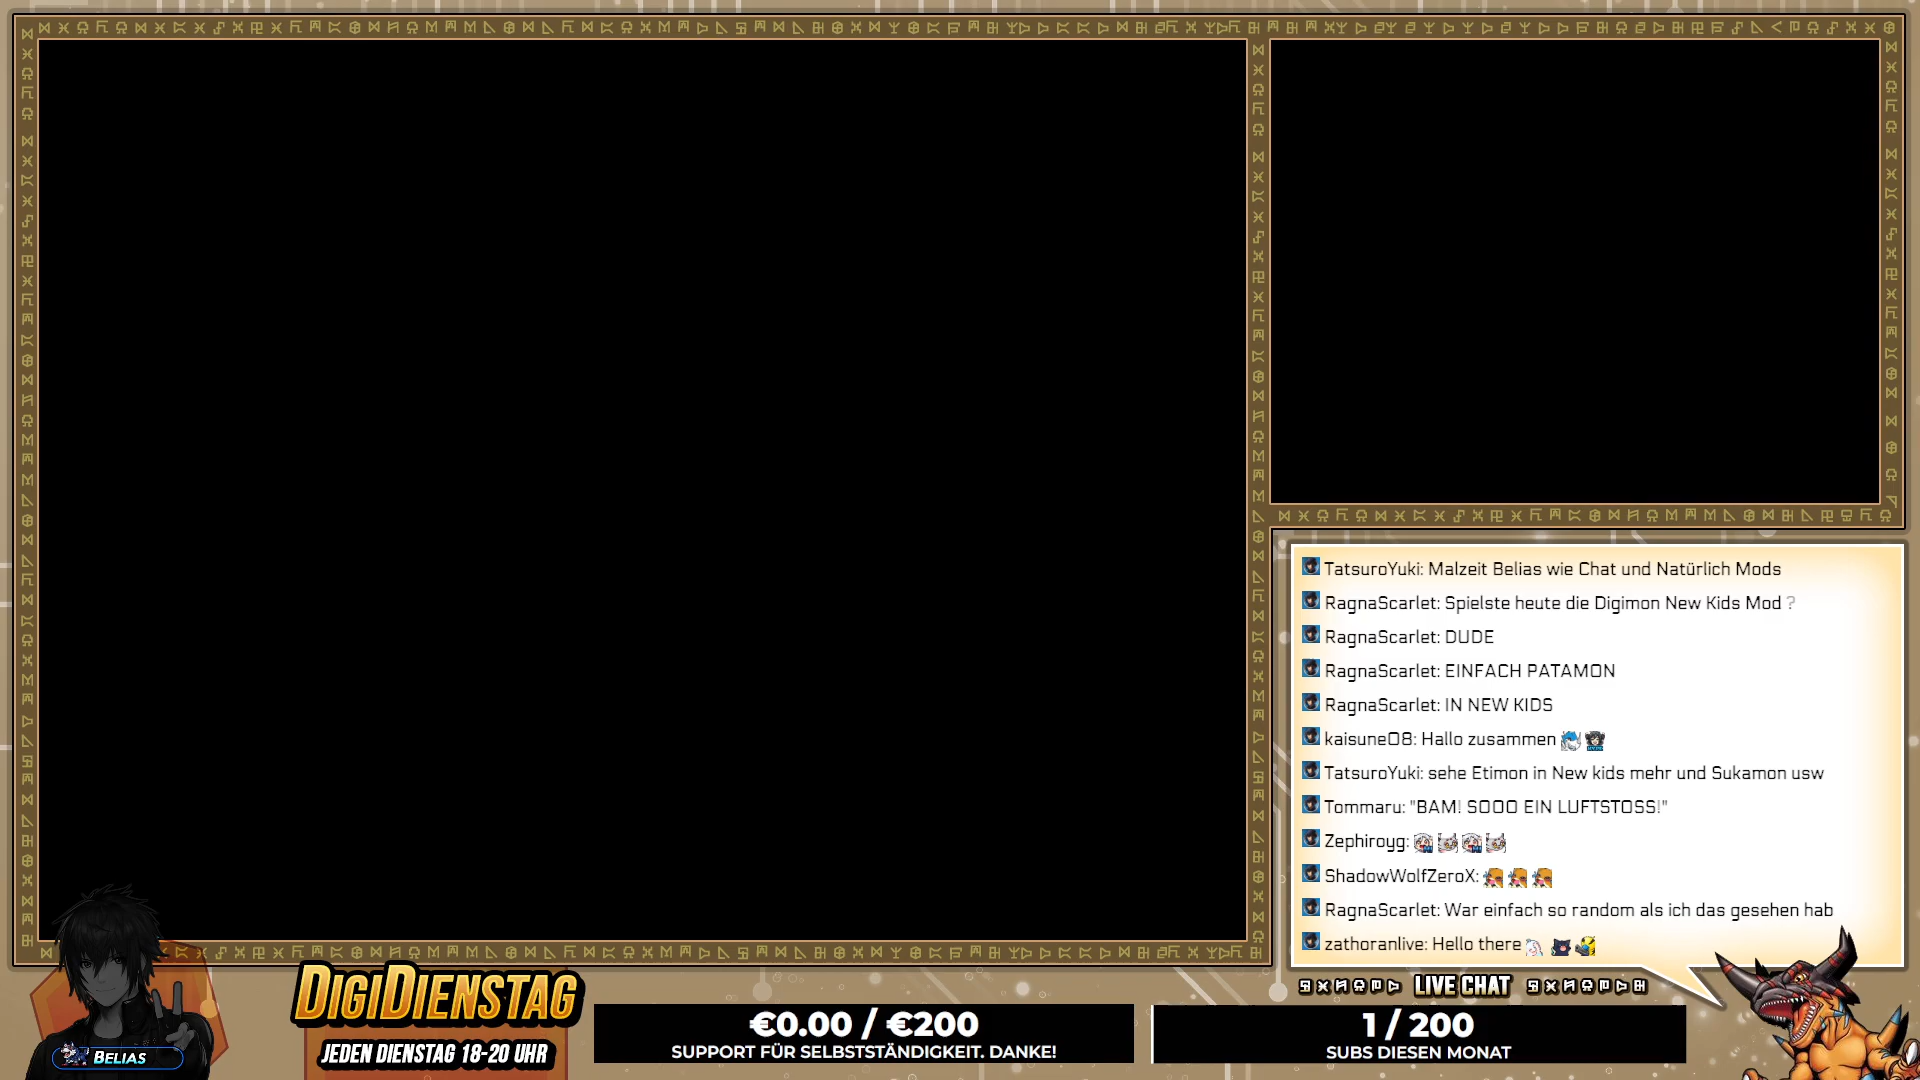 TatsuroYuki: Malzeit Belias wie Chat und Natürlich Mods
RagnaScarlet: Spielste heute die Digimon New Kids Mod ?
RagnaScarlet: DUDE
RagnaScarlet: EINFACH PATAMON
RagnaScarlet: IN NEW KIDS
kaisune08: Hallo zusammen
TatsuroYuki: sehe Etimon in New kids mehr und Sukamon usw
Tommaru: "BAM! SOOO EIN LUFTSTOSS!"
Zephiroyg:
ShadowWolfZeroX:
RagnaScarlet: War einfach so random als ich das gesehen hab
zathoranlive: Hello there
LIVE CHAT
BELIAS
DIGIDIENSTAG
JEDEN DIENSTAG 18-20 UHR
€0.00 / €200
SUPPORT FÜR SELBSTSTÄNDIGKEIT. DANKE!
1 / 200
SUBS DIESEN MONAT